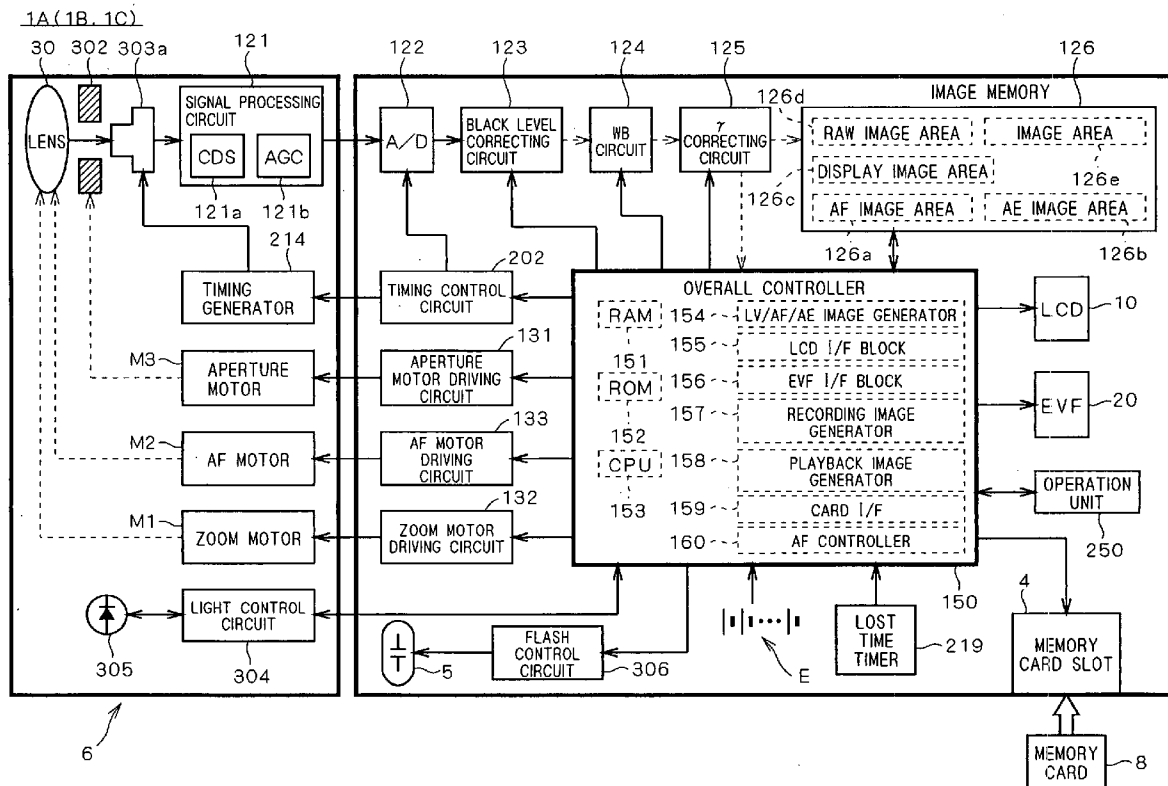 1A(1B, 1C)
30 302 303a 121 122 123 124 125 126
LENS
SIGNAL PROCESSING
CIRCUIT
CDS AGC
121a 121b
A/D
BLACK LEVEL
CORRECTING
CIRCUIT
WB
CIRCUIT
γ
CORRECTING
CIRCUIT
IMAGE MEMORY
126d
RAW IMAGE AREA
IMAGE AREA
126e
126c
DISPLAY IMAGE AREA
AF IMAGE AREA
AE IMAGE AREA
126a
126b
214
TIMING
GENERATOR
202
TIMING CONTROL
CIRCUIT
M3
APERTURE
MOTOR
131
APERTURE
MOTOR DRIVING
CIRCUIT
M2
AF MOTOR
133
AF MOTOR
DRIVING
CIRCUIT
M1
ZOOM MOTOR
132
ZOOM MOTOR
DRIVING CIRCUIT
305
LIGHT CONTROL
CIRCUIT
304
OVERALL CONTROLLER
RAM
151
ROM
152
CPU
153
154
LV/AF/AE IMAGE GENERATOR
155
LCD I/F BLOCK
156
EVF I/F BLOCK
157
RECORDING IMAGE
GENERATOR
158
PLAYBACK IMAGE
GENERATOR
159
CARD I/F
160
AF CONTROLLER
150
LCD
10
EVF
20
OPERATION
UNIT
250
5
FLASH
CONTROL
CIRCUIT
306
E
LOST
TIME
TIMER
219
4
MEMORY
CARD SLOT
6
MEMORY
CARD
8